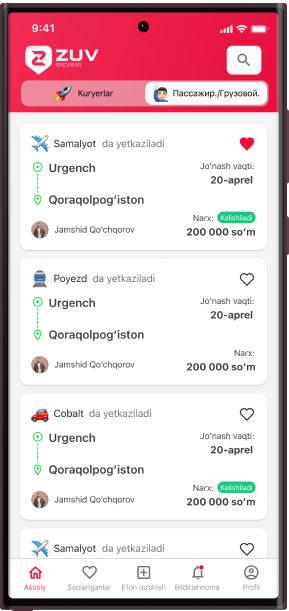 9:41
ZUV
express
Kuryerlar
Пассажир./Грузовой.
Samalyot da yetkaziladi
Urgench
Jo'nash vaqti:
20-aprel
Qoraqolpog'iston
Narx: Kelishiladi
Jamshid Qo'chqorov
200 000 so'm
Poyezd da yetkaziladi
Urgench
Jo'nash vaqti:
20-aprel
Qoraqolpog'iston
Narx:
Jamshid Qo'chqorov
200 000 so'm
Cobalt da yetkaziladi
Urgench
Jo'nash vaqti:
20-aprel
Qoraqolpog'iston
Narx: Kelishiladi
Jamshid Qo'chqorov
200 000 so'm
Samalyot da yetkaziladi
Asosiy
Saqlanganlar
E'lon qo'shish
Bildirishnoma
Profil